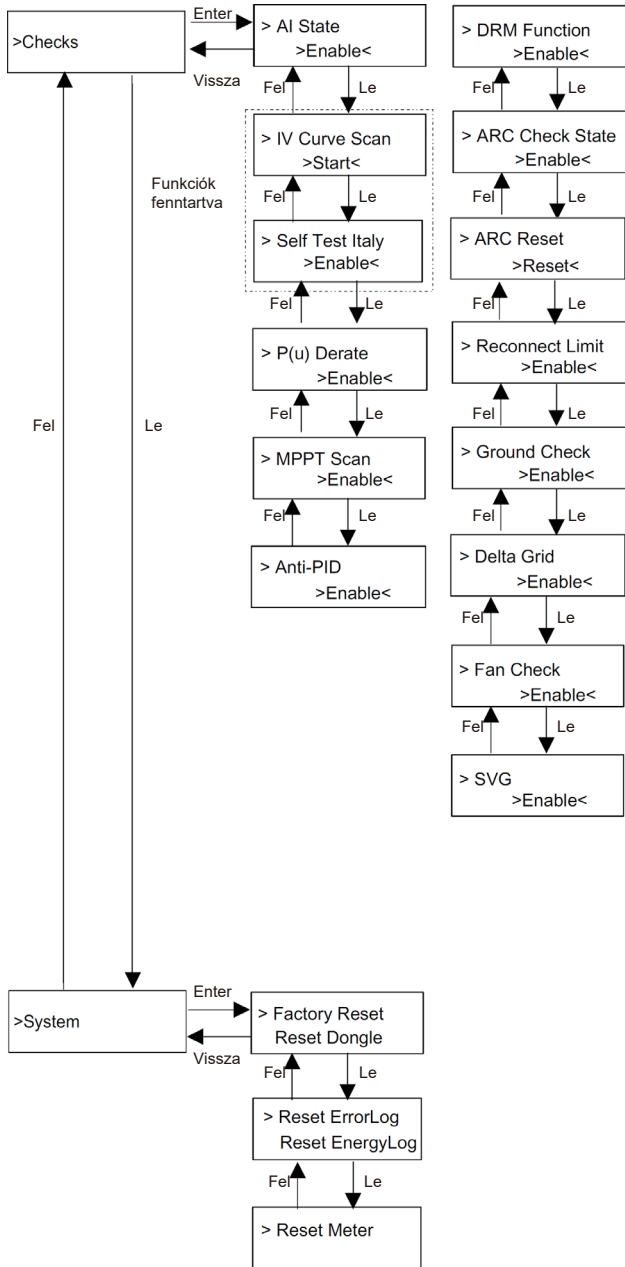 >Checks
Enter
Vissza
> AI State
>Enable<
Fel
Le
Funkciók
fenntartva
> IV Curve Scan
>Start<
Fel
Le
> Self Test Italy
>Enable<
Fel
Le
> P(u) Derate
>Enable<
Fel
Le
> MPPT Scan
>Enable<
Fel
Le
> Anti-PID
>Enable<
> DRM Function
>Enable<
Fel
Le
> ARC Check State
>Enable<
Fel
Le
> ARC Reset
>Reset<
Fel
Le
> Reconnect Limit
>Enable<
Fel
Le
> Ground Check
>Enable<
Fel
Le
> Delta Grid
>Enable<
Fel
Le
> Fan Check
>Enable<
Fel
Le
> SVG
>Enable<
Fel
Le
>System
Enter
Vissza
> Factory Reset
Reset Dongle
Fel
Le
> Reset ErrorLog
Reset EnergyLog
Fel
Le
> Reset Meter